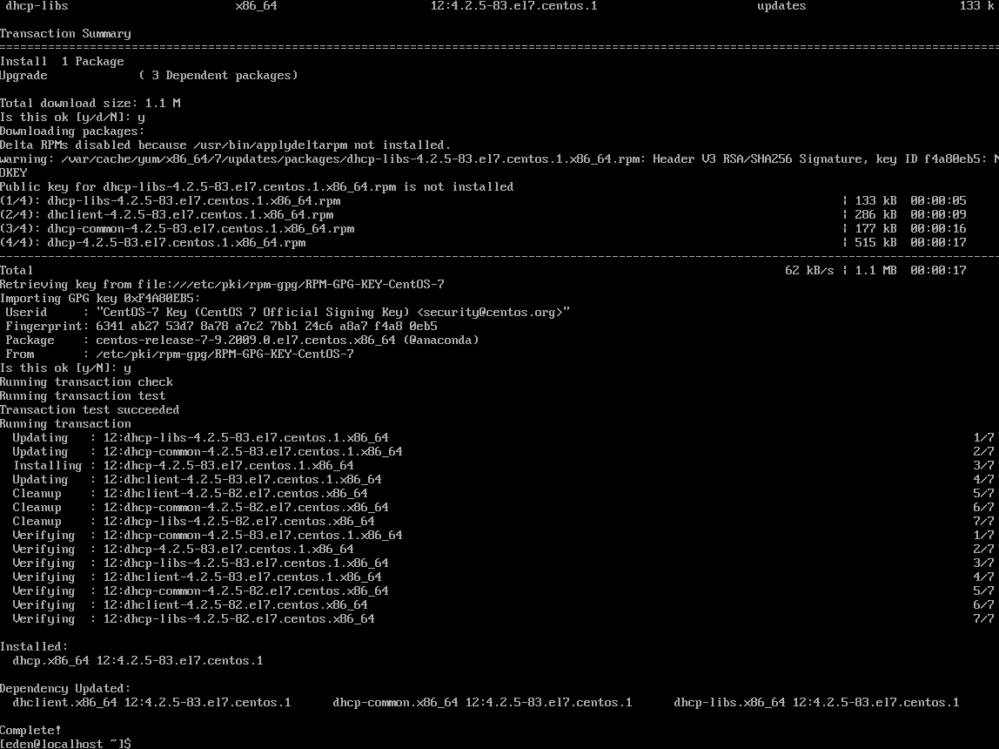 dhcp-libs x86_64 12:4.2.5-83.el7.centos.1 updates 133 k
Transaction Summary
================================================================================================================================================
Install  1 Package
Upgrade             ( 3 Dependent packages)
Total download size: 1.1 M
Is this ok [y/d/N]: y
Downloading packages:
Delta RPMs disabled because /usr/bin/applydeltarpm not installed.
warning: /var/cache/yum/x86_64/7/updates/packages/dhcp-libs-4.2.5-83.el7.centos.1.x86_64.rpm: Header V3 RSA/SHA256 Signature, key ID f4a80eb5: N
OKEY
Public key for dhcp-libs-4.2.5-83.el7.centos.1.x86_64.rpm is not installed
(1/4): dhcp-libs-4.2.5-83.el7.centos.1.x86_64.rpm | 133 kB  00:00:05
(2/4): dhclient-4.2.5-83.el7.centos.1.x86_64.rpm | 286 kB  00:00:09
(3/4): dhcp-common-4.2.5-83.el7.centos.1.x86_64.rpm | 177 kB  00:00:16
(4/4): dhcp-4.2.5-83.el7.centos.1.x86_64.rpm | 515 kB  00:00:17
------------------------------------------------------------------------------------------------------------------------------------------------
Total 62 kB/s | 1.1 MB  00:00:17
Retrieving key from file:///etc/pki/rpm-gpg/RPM-GPG-KEY-CentOS-7
Importing GPG key 0xF4A80EB5:
 Userid     : "CentOS-7 Key (CentOS 7 Official Signing Key) <security@centos.org>"
 Fingerprint: 6341 ab27 53d7 8a78 a7c2 7bb1 24c6 a8a7 f4a8 0eb5
 Package    : centos-release-7-9.2009.0.el7.centos.x86_64 (@anaconda)
 From       : /etc/pki/rpm-gpg/RPM-GPG-KEY-CentOS-7
Is this ok [y/N]: y
Running transaction check
Running transaction test
Transaction test succeeded
Running transaction
  Updating   : 12:dhcp-libs-4.2.5-83.el7.centos.1.x86_64 1/7
  Updating   : 12:dhcp-common-4.2.5-83.el7.centos.1.x86_64 2/7
  Installing : 12:dhcp-4.2.5-83.el7.centos.1.x86_64 3/7
  Updating   : 12:dhclient-4.2.5-83.el7.centos.1.x86_64 4/7
  Cleanup    : 12:dhclient-4.2.5-82.el7.centos.x86_64 5/7
  Cleanup    : 12:dhcp-common-4.2.5-82.el7.centos.x86_64 6/7
  Cleanup    : 12:dhcp-libs-4.2.5-82.el7.centos.x86_64 7/7
  Verifying  : 12:dhcp-common-4.2.5-83.el7.centos.1.x86_64 1/7
  Verifying  : 12:dhcp-4.2.5-83.el7.centos.1.x86_64 2/7
  Verifying  : 12:dhcp-libs-4.2.5-83.el7.centos.1.x86_64 3/7
  Verifying  : 12:dhclient-4.2.5-83.el7.centos.1.x86_64 4/7
  Verifying  : 12:dhcp-common-4.2.5-82.el7.centos.x86_64 5/7
  Verifying  : 12:dhclient-4.2.5-82.el7.centos.x86_64 6/7
  Verifying  : 12:dhcp-libs-4.2.5-82.el7.centos.x86_64 7/7
Installed:
  dhcp.x86_64 12:4.2.5-83.el7.centos.1
Dependency Updated:
  dhclient.x86_64 12:4.2.5-83.el7.centos.1      dhcp-common.x86_64 12:4.2.5-83.el7.centos.1      dhcp-libs.x86_64 12:4.2.5-83.el7.centos.1
Complete!
[eden@localhost ~]$